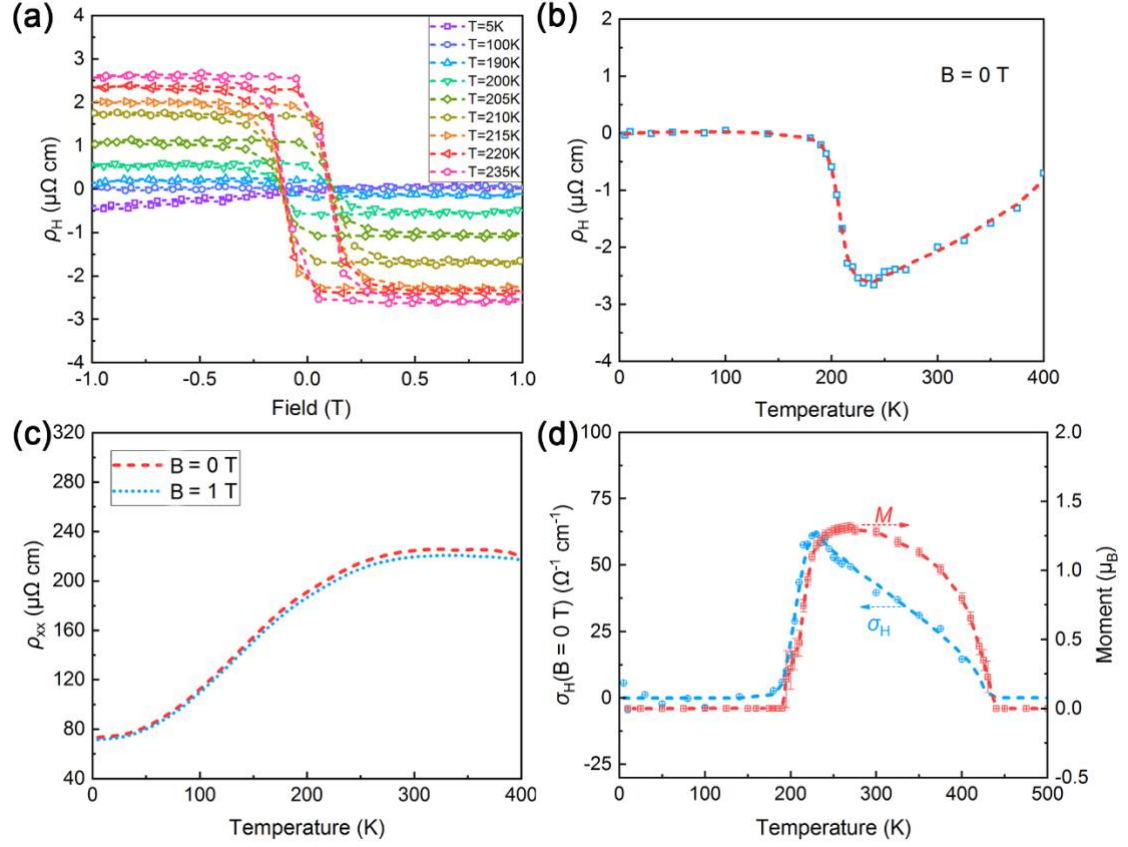 (a)
4
3
2
1
0
-1
-2
-3
-4
ρH (μΩ cm)
-1.0
-0.5
0.0
0.5
1.0
Field (T)
T=5K
T=100K
T=190K
T=200K
T=205K
T=210K
T=215K
T=220K
T=235K
(b)
2
1
0
-1
-2
-3
-4
ρH (μΩ cm)
B = 0 T
0
100
200
300
400
Temperature (K)
(c)
320
280
240
200
160
120
80
40
ρxx (μΩ cm)
B = 0 T
B = 1 T
0
100
200
300
400
Temperature (K)
(d)
100
75
50
25
0
-25
σH(B = 0 T) (Ω⁻¹ cm⁻¹)
M
σH
2.0
1.5
1.0
0.5
0.0
-0.5
Moment (μB)
0
100
200
300
400
500
Temperature (K)